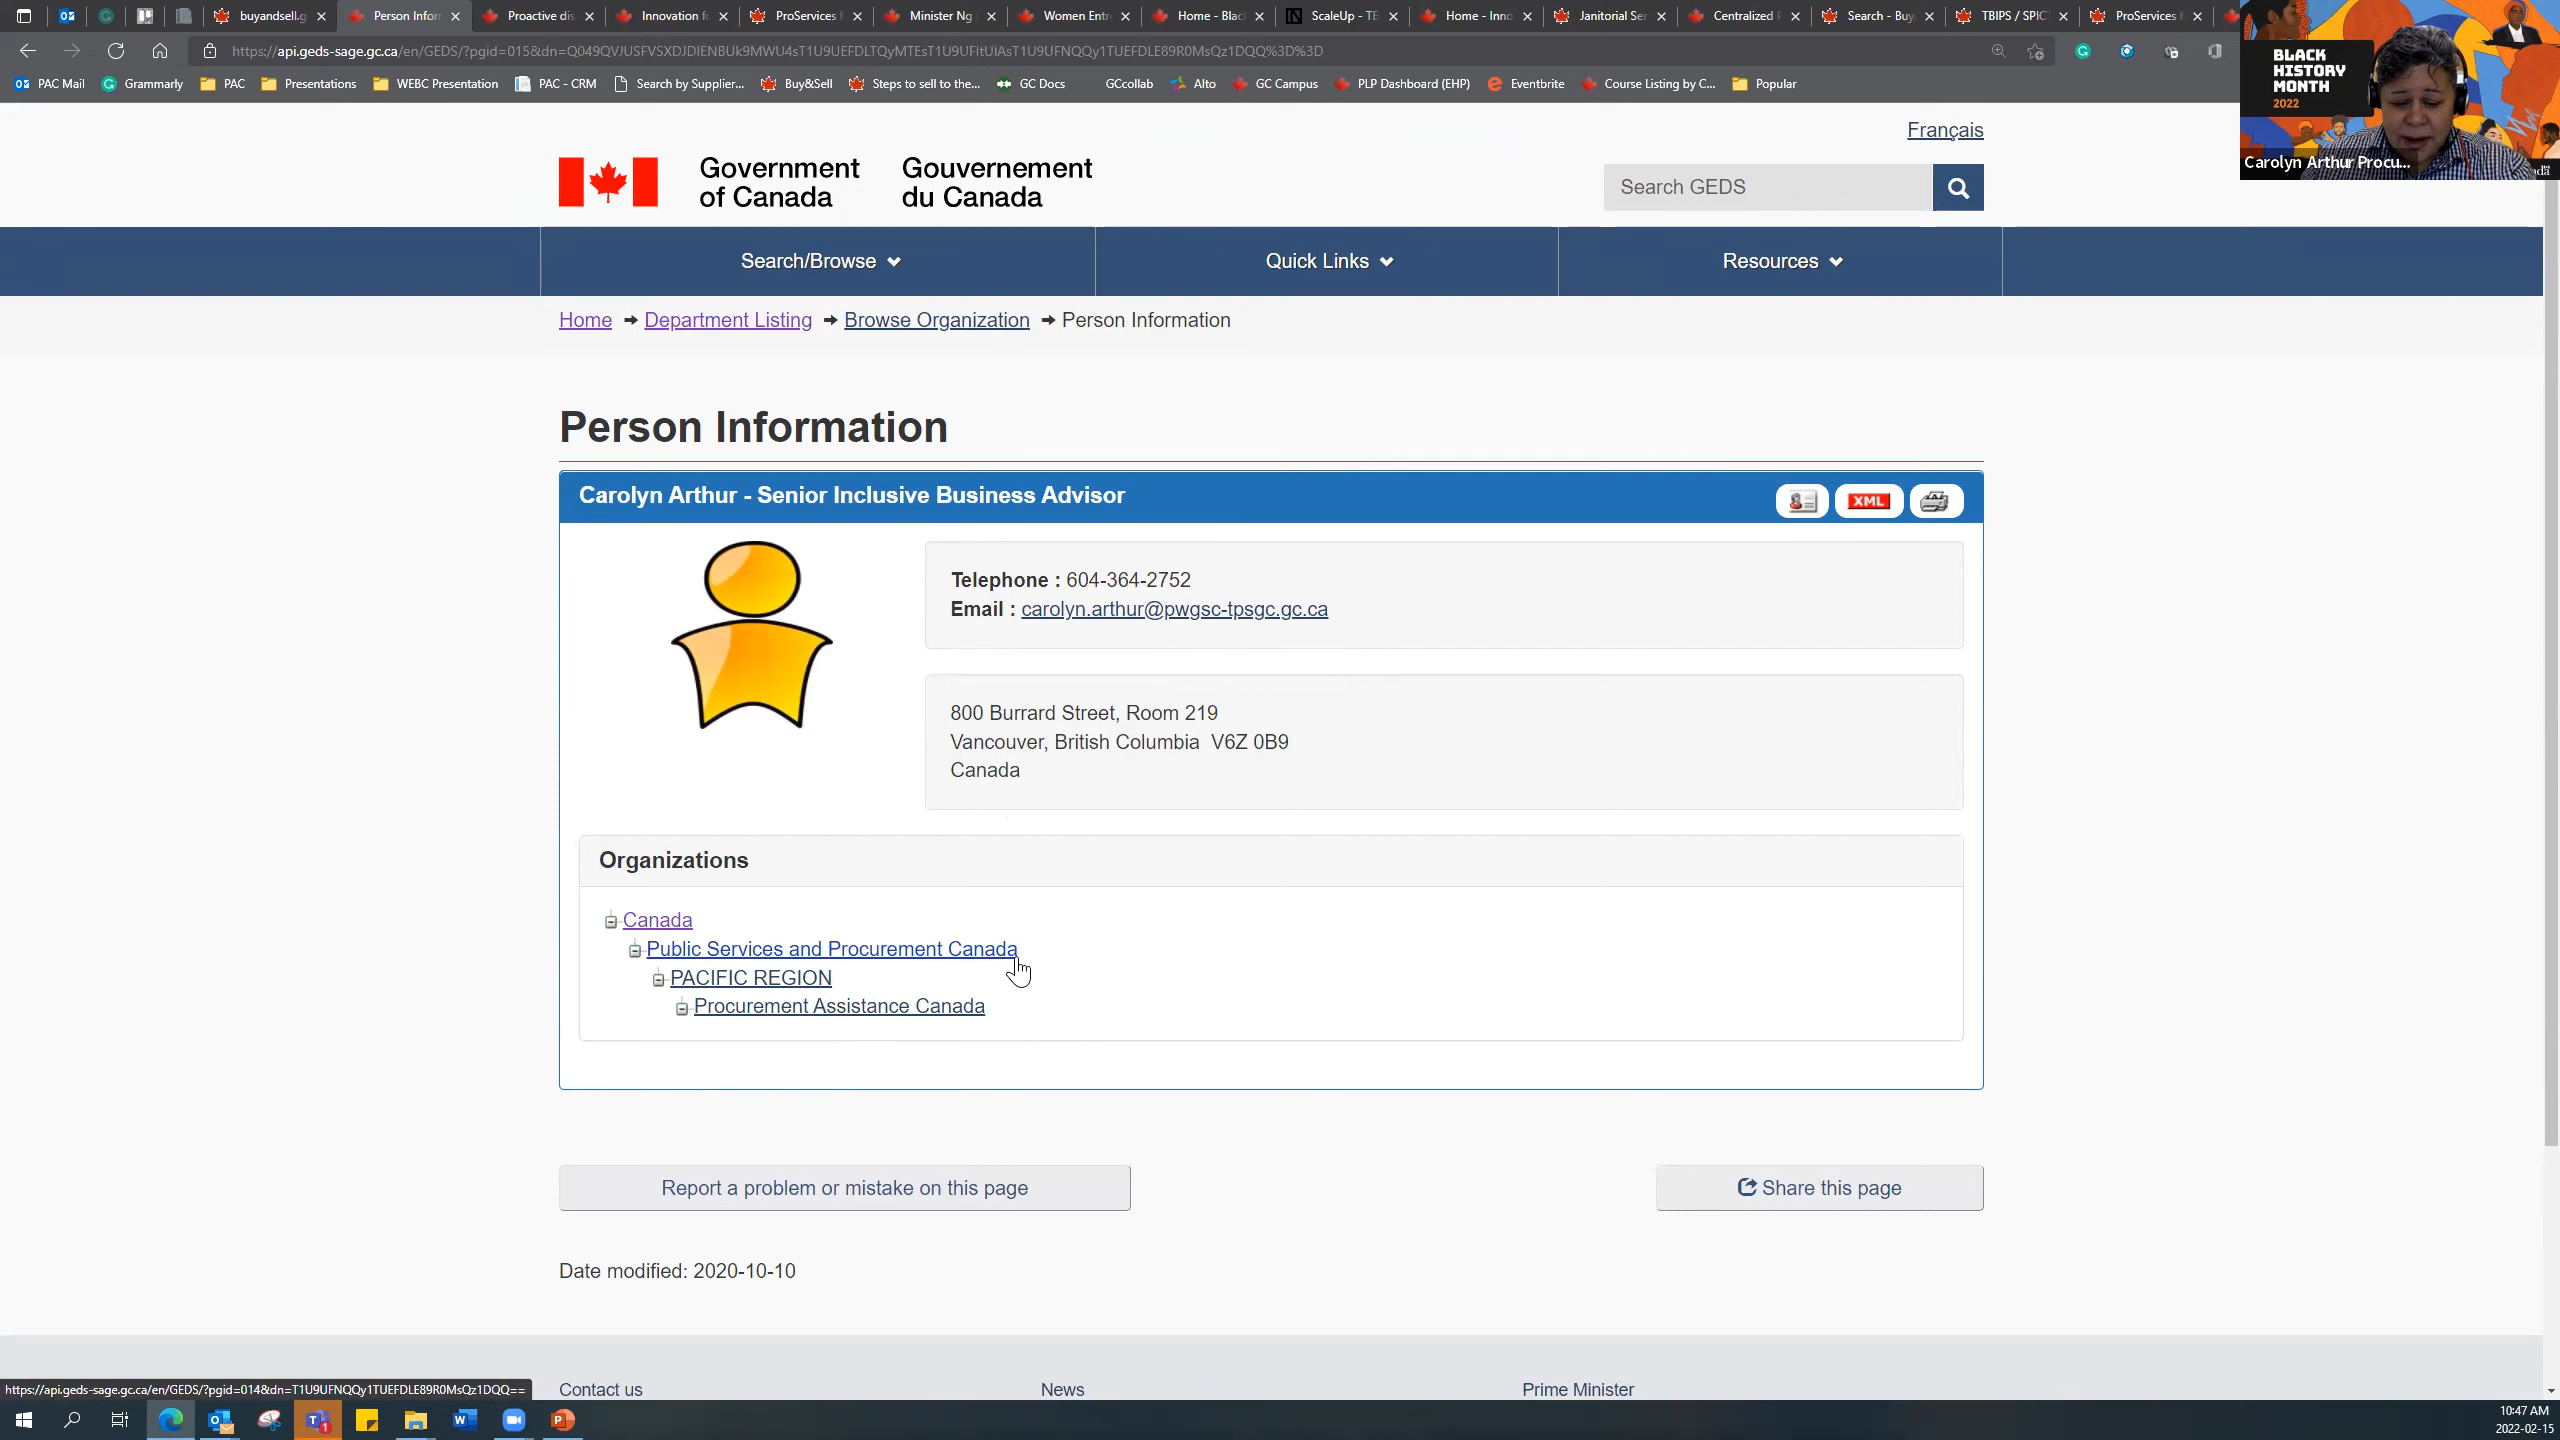 buyandsell.g
Person Infor
Proactive dis
Innovation fo
ProServices M
Minister Ng
Women Entr
Home - Blac
ScaleUp - TE
Home - Inno
Janitorial Ser
Centralized P
Search - Buy
TBIPS / SPIC
ProServices M
https://api.geds-sage.gc.ca/en/GEDS/?pgid=015&dn=Q049QVJUSFVSXDJDIENBUk9MWU4sT1U9UEFDLTQyMTEsT1U9UFItUiAsT1U9UFNQQy1TUEFDLE89R0MsQz1DQQ%3D%3D
PAC Mail
Grammarly
PAC
Presentations
WEBC Presentation
PAC - CRM
Search by Supplier...
Buy&Sell
Steps to sell to the...
GC Docs
GCcollab
Alto
GC Campus
PLP Dashboard (EHP)
Eventbrite
Course Listing by C...
Popular
BLACK
HISTORY
MONTH
2022
Carolyn Arthur Procu...
Français
Government
of Canada
Gouvernement
du Canada
Search GEDS
Search/Browse
Quick Links
Resources
Home Department Listing Browse Organization Person Information
Person Information
Carolyn Arthur - Senior Inclusive Business Advisor
XML
Telephone : 604-364-2752
Email : carolyn.arthur@pwgsc-tpsgc.gc.ca
800 Burrard Street, Room 219
Vancouver, British Columbia V6Z 0B9
Canada
Organizations
Canada
Public Services and Procurement Canada
PACIFIC REGION
Procurement Assistance Canada
Report a problem or mistake on this page
Share this page
Date modified: 2020-10-10
https://api.geds-sage.gc.ca/en/GEDS/?pgid=014&dn=T1U9UFNQQy1TUEFDLE89R0MsQz1DQQ==
Contact us
News
Prime Minister
10:47 AM
2022-02-15